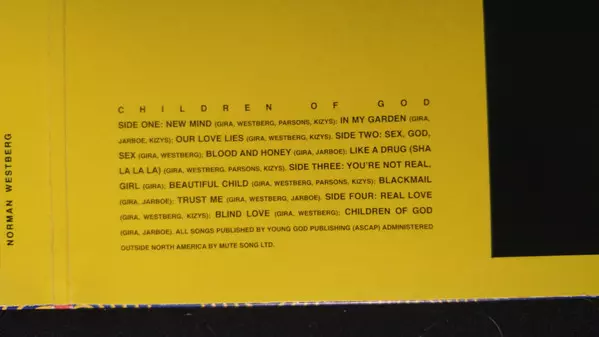 CHILDREN OF GOD
SIDE ONE: NEW MIND (GIRA, WESTBERG, PARSONS, KIZYS); IN MY GARDEN (GIRA,
JARBOE, KIZYS); OUR LOVE LIES (GIRA, WESTBERG, KIZYS). SIDE TWO: SEX, GOD,
SEX (GIRA, WESTBERG); BLOOD AND HONEY (GIRA, JARBOE); LIKE A DRUG (SHA
LA LA LA) (GIRA, WESTBERG, PARSONS, KIZYS). SIDE THREE: YOU'RE NOT REAL,
GIRL (GIRA); BEAUTIFUL CHILD (GIRA, WESTBERG, PARSONS, KIZYS); BLACKMAIL
(GIRA, JARBOE); TRUST ME (GIRA, WESTBERG, JARBOE). SIDE FOUR: REAL LOVE
(GIRA, WESTBERG, KIZYS); BLIND LOVE (GIRA, WESTBERG); CHILDREN OF GOD
(GIRA, JARBOE). ALL SONGS PUBLISHED BY YOUNG GOD PUBLISHING (ASCAP) ADMINISTERED
OUTSIDE NORTH AMERICA BY MUTE SONG LTD.
NORMAN WESTBERG